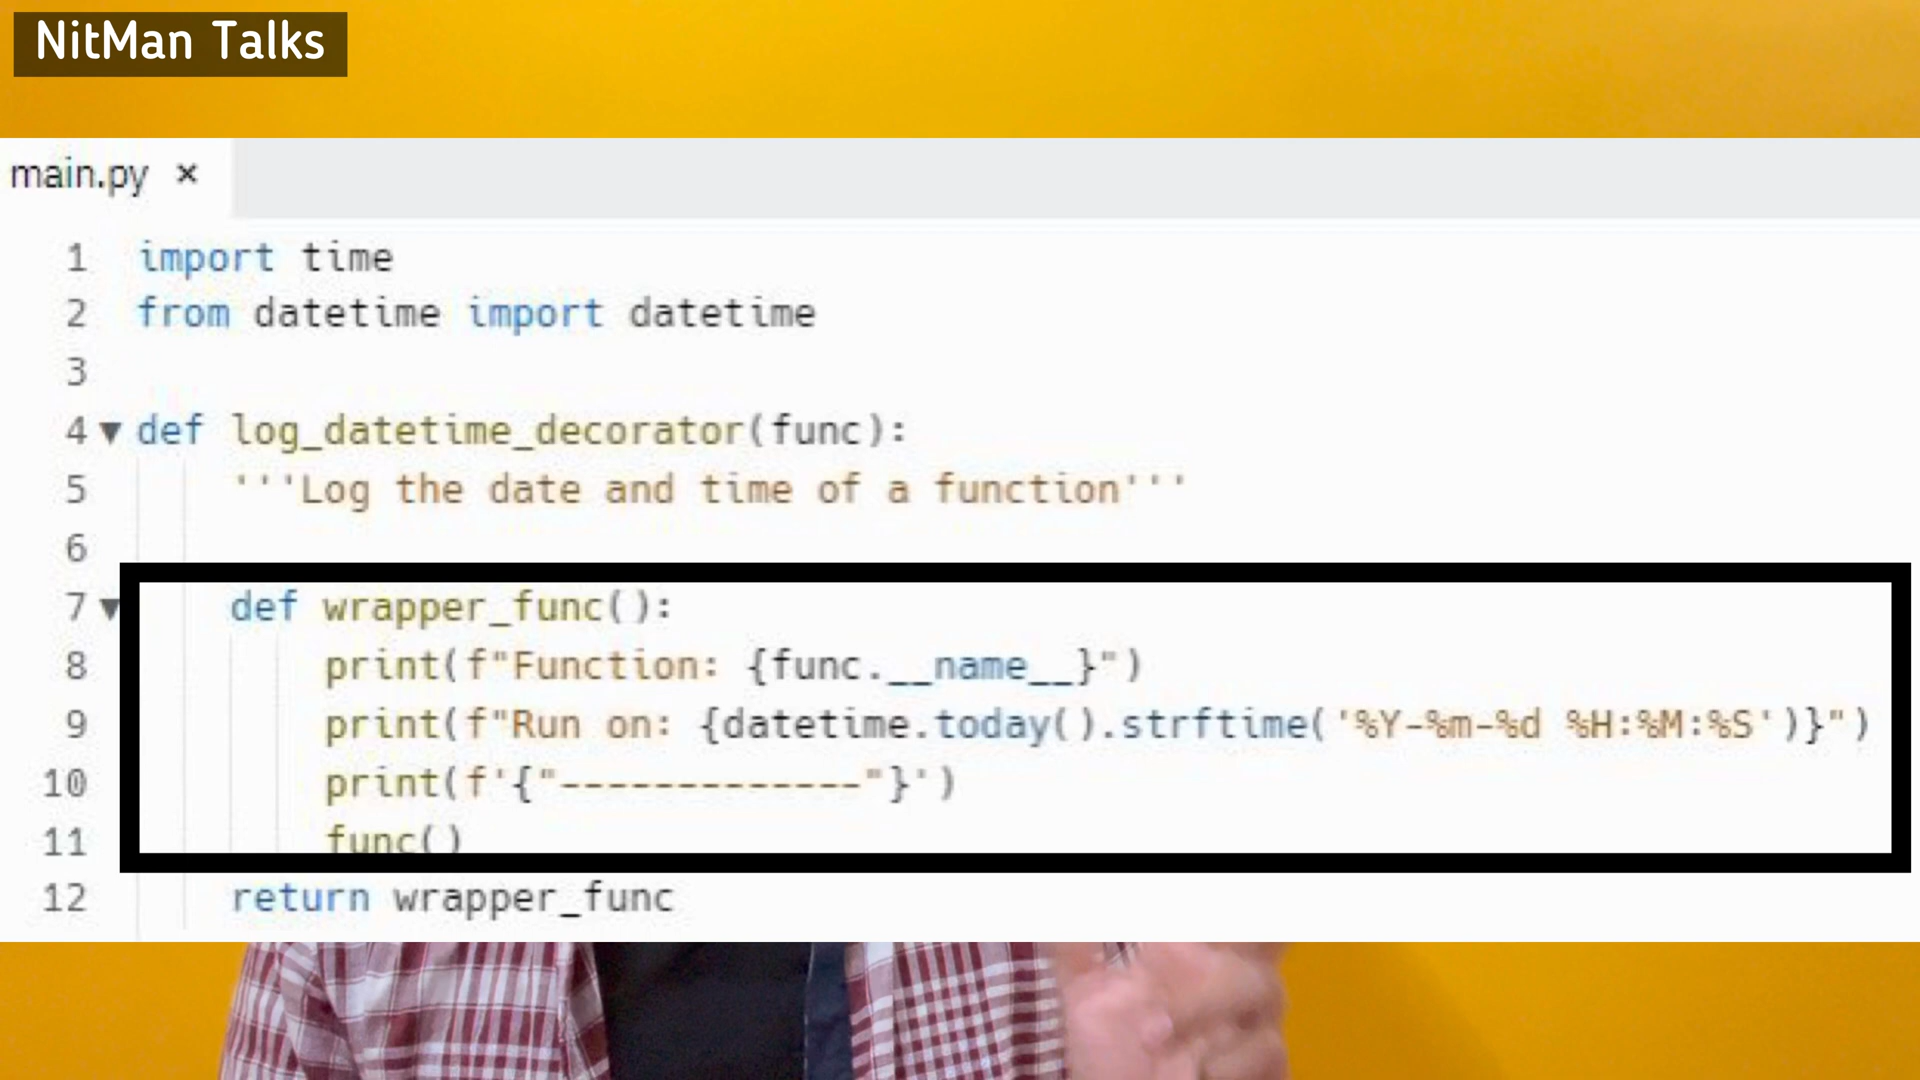 NitMan Talks
main.py ×
1 import time
2 from datetime import datetime
3
4 ▼ def log_datetime_decorator(func):
5 '''Log the date and time of a function'''
6
7 ▼ def wrapper_func():
8 print(f"Function: {func.__name__}")
9 print(f"Run on: {datetime.today().strftime('%Y-%m-%d %H:%M:%S')}")
10 print(f'{"-------------"}')
11 func()
12 return wrapper_func